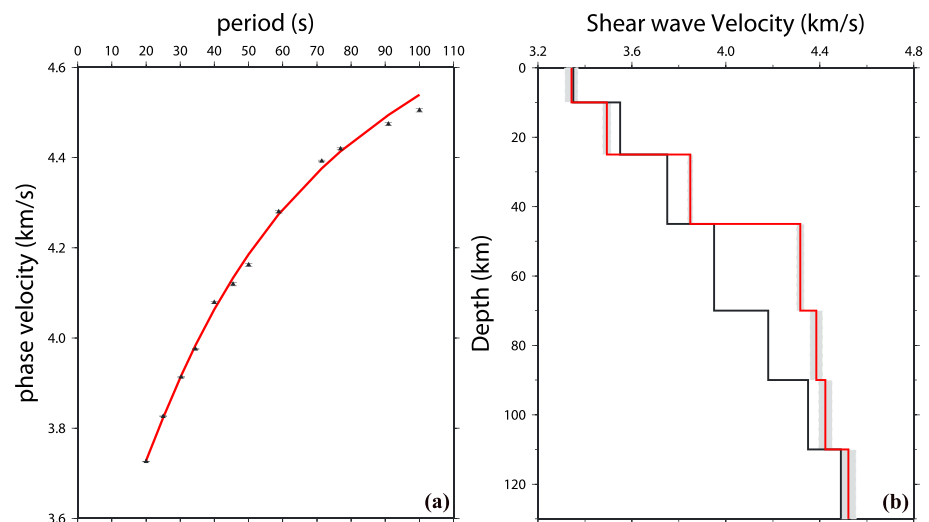 period (s)
0 10 20 30 40 50 60 70 80 90 100 110
4.6
4.4
4.2
4.0
3.8
3.6
phase velocity (km/s)
(a)
Shear wave Velocity (km/s)
3.2 3.6 4.0 4.4 4.8
0
20
40
60
80
100
120
Depth (km)
(b)